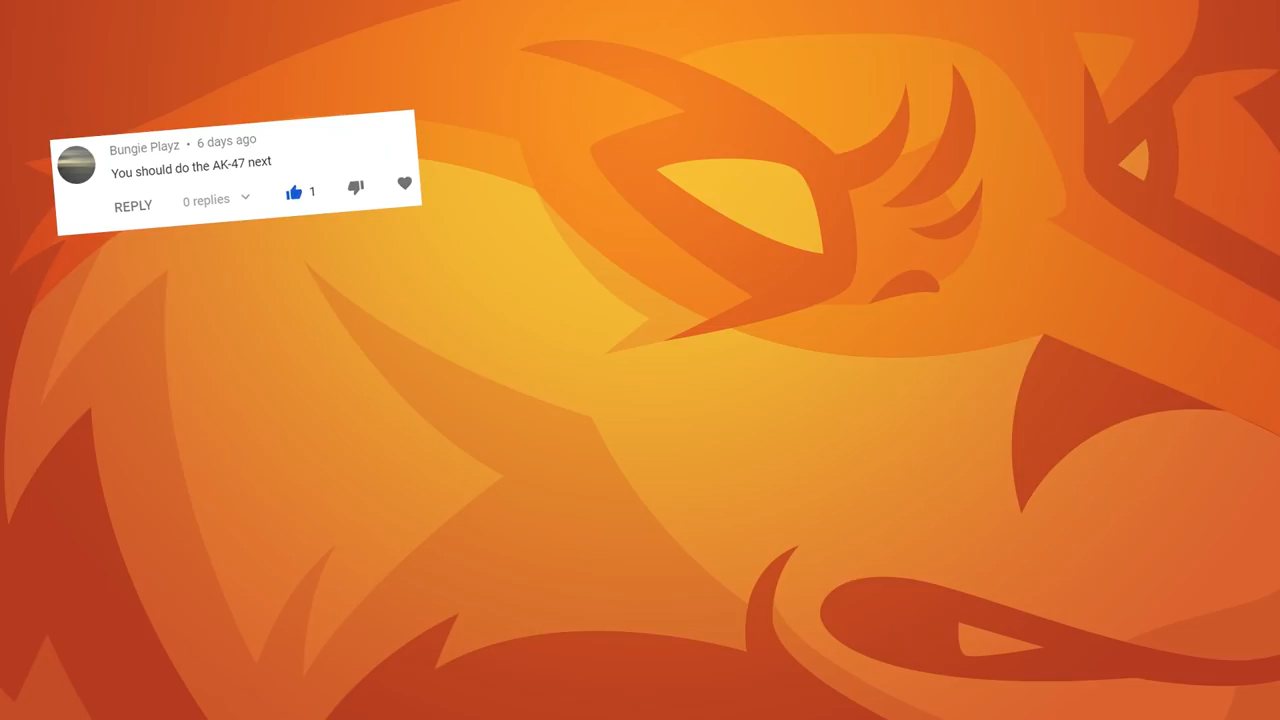 Bungie Playz • 6 days ago
You should do the AK-47 next
REPLY 0 replies 1